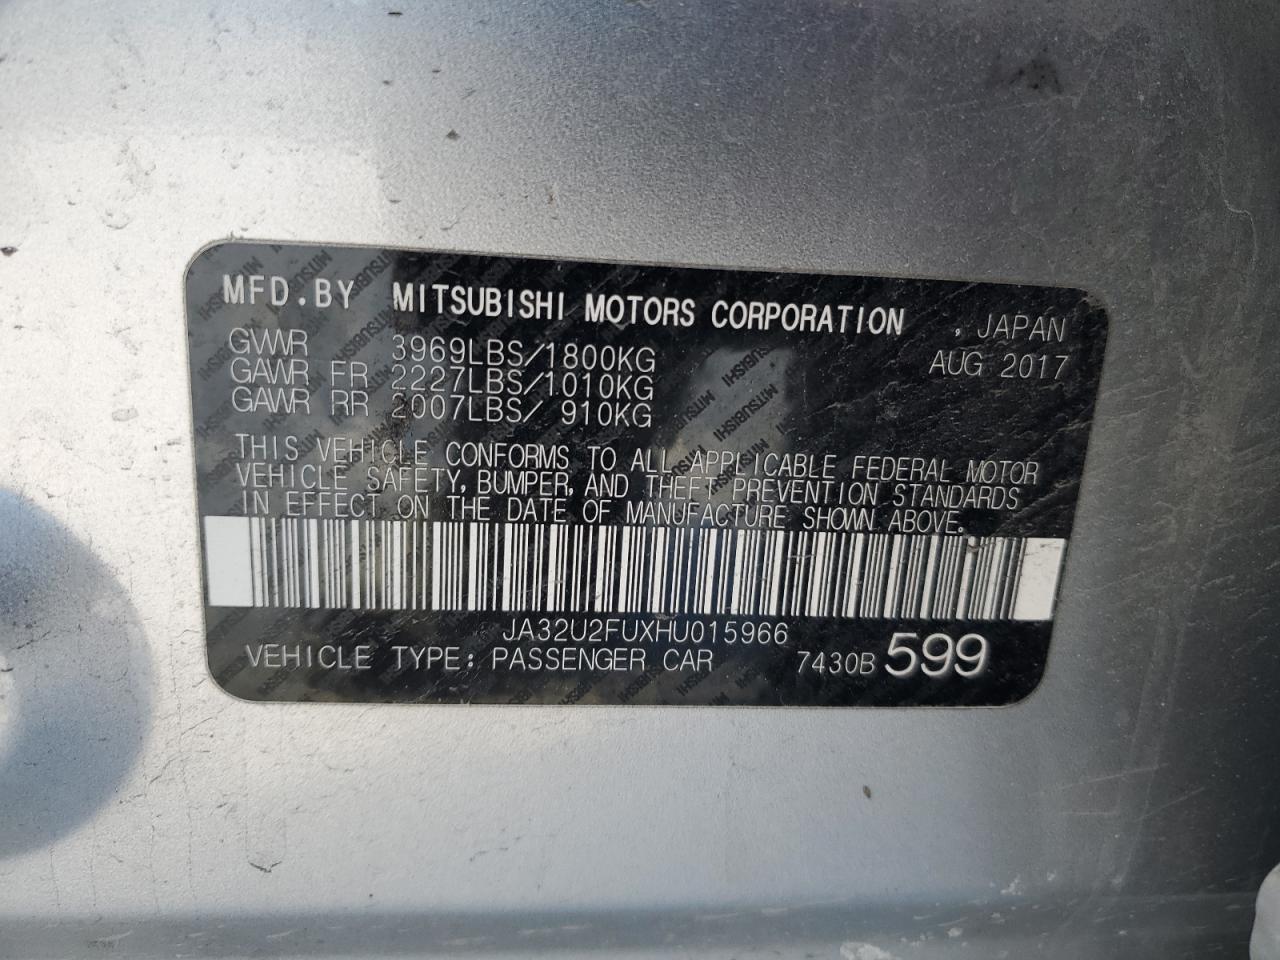 MFD.BY MITSUBISHI MOTORS CORPORATION , JAPAN
GVWR 3969LBS/1800KG AUG 2017
GAWR FR 2227LBS/1010KG
GAWR RR 2007LBS/ 910KG
THIS VEHICLE CONFORMS TO ALL APPLICABLE FEDERAL MOTOR
VEHICLE SAFETY, BUMPER, AND THEFT PREVENTION STANDARDS
IN EFFECT ON THE DATE OF MANUFACTURE SHOWN ABOVE.
JA32U2FUXHU015966
VEHICLE TYPE: PASSENGER CAR 7430B 599